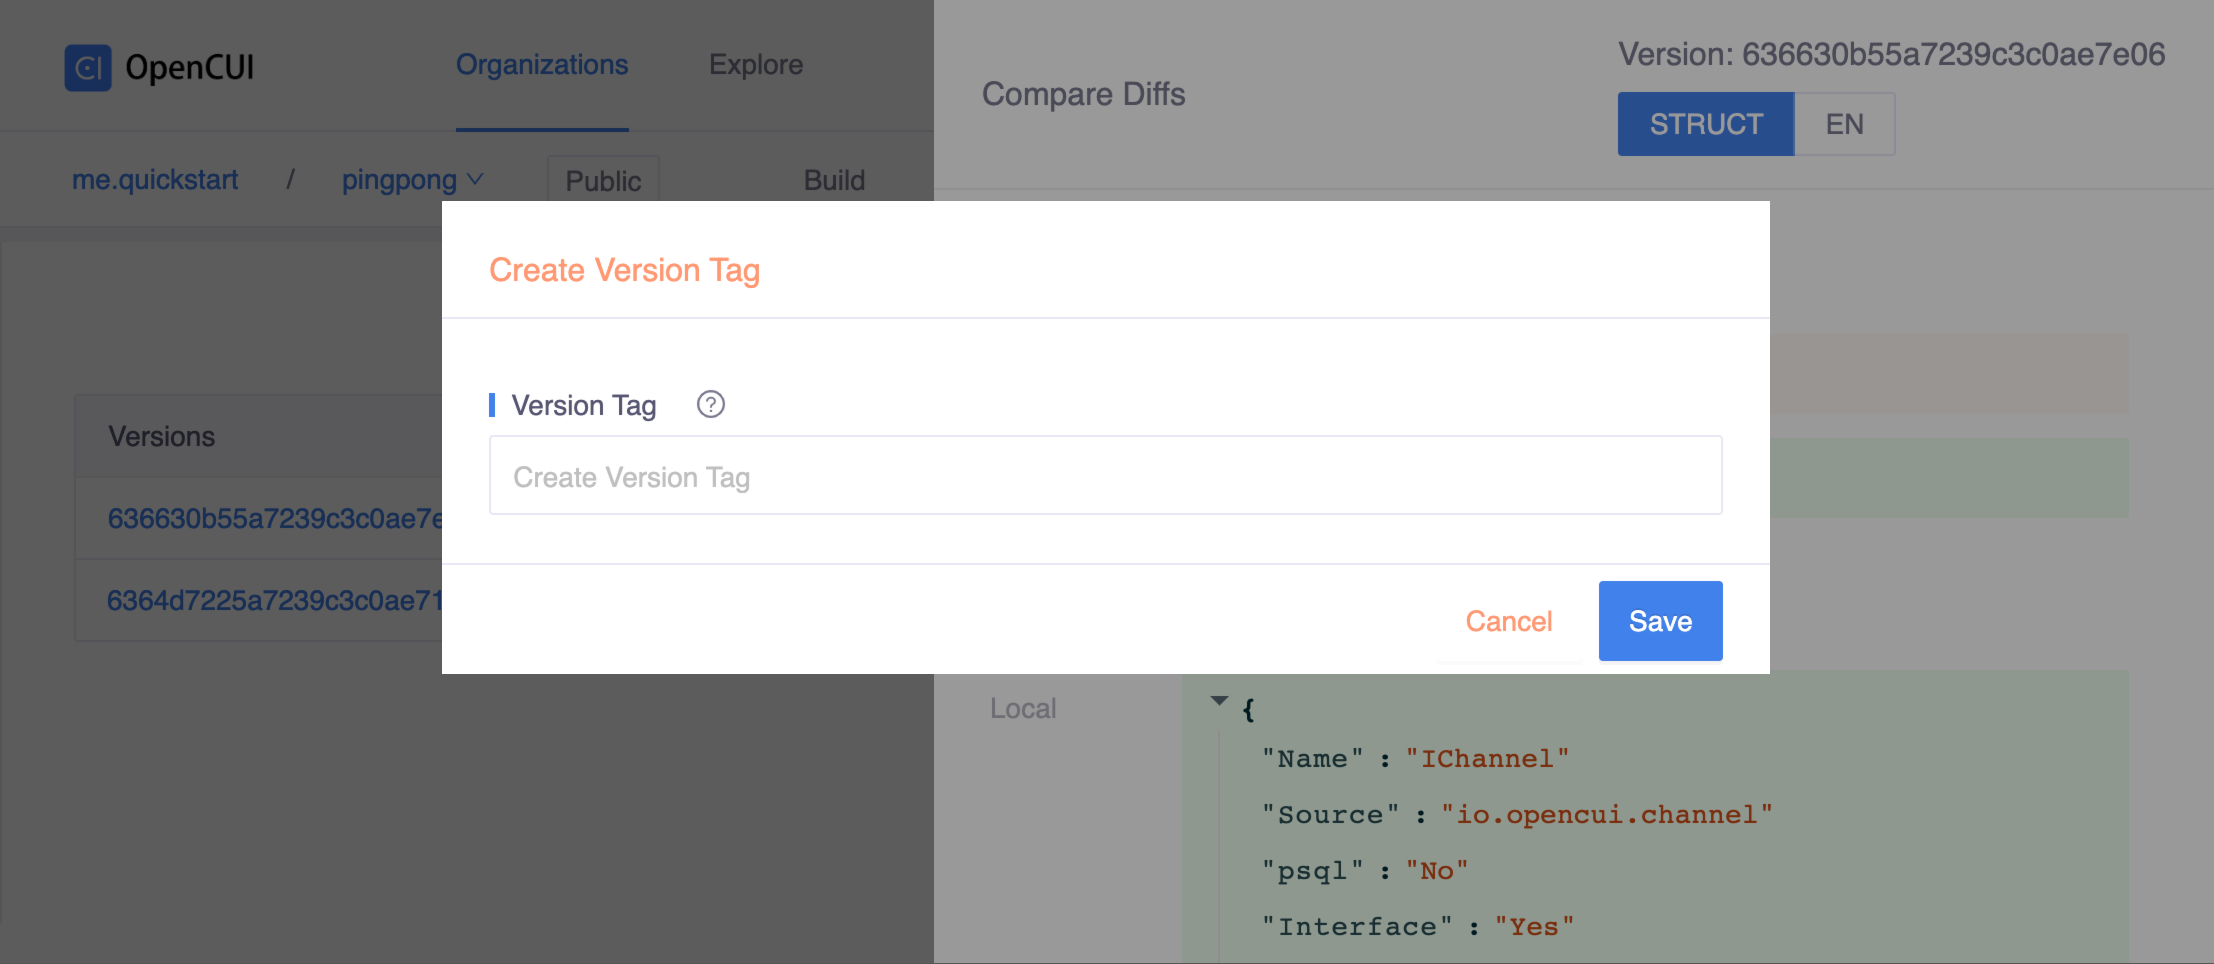 OpenCUI
Organizations
Explore
Compare Diffs
Version: 636630b55a7239c3c0ae7e06
STRUCT
EN
me.quickstart / pingpong
Public
Build
Create Version Tag
Version Tag
?
Create Version Tag
Cancel
Save
Versions
636630b55a7239c3c0ae7e
6364d7225a7239c3c0ae71
Local
{
"Name" : "IChannel"
"Source" : "io.opencui.channel"
"psql" : "No"
"Interface" : "Yes"